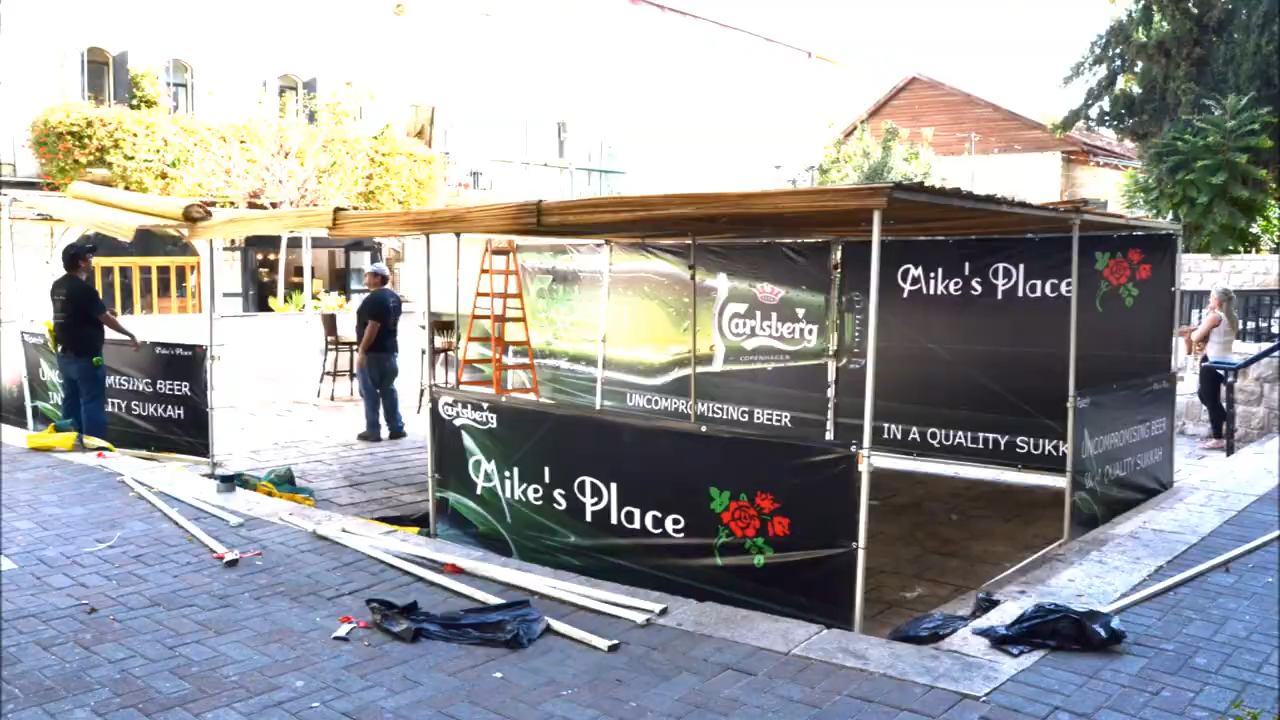 Mike's Place
UNCOMPROMISING BEER
IN A QUALITY SUKKAH
Carlsberg
COPENHAGEN
UNCOMPROMISING BEER
Mike's Place
IN A QUALITY SUKK
Carlsberg
Mike's Place
UNCOMPROMISING BEER
QUALITY SUKKAH